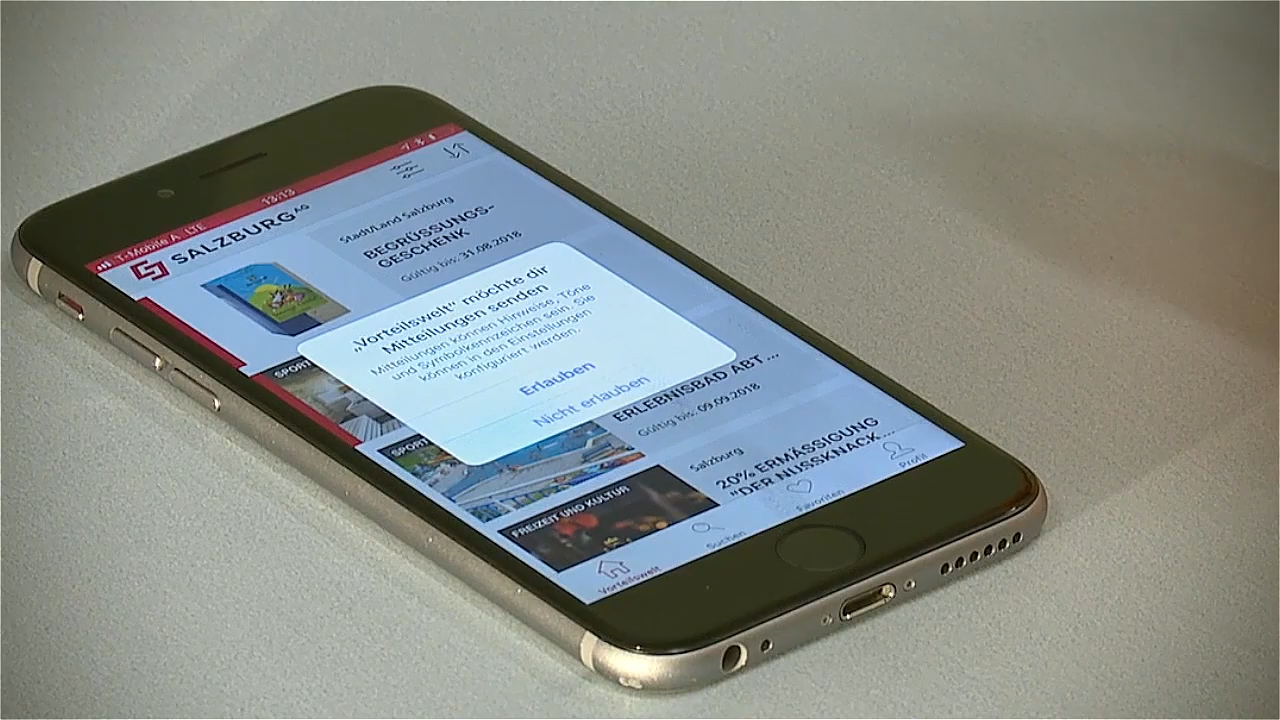 T-Mobile A LTE
13:13
SALZBURG AG
Stadt/Land Salzburg
BEGRÜSSUNGS-
GESCHENK
Gültig bis: 31.08.2018
„Vorteilswelt“ möchte dir
Mitteilungen senden
Mitteilungen können Hinweise, Töne
und Symbolkennzeichen sein. Sie
können in den Einstellungen
konfiguriert werden.
Erlauben
Nicht erlauben
SPORT
ERLEBNISBAD ABT ...
Gültig bis: 09.09.2018
SPORT
Salzburg
20% ERMÄSSIGUNG
"DER NUSSKNACK...
FREIZEIT UND KULTUR
Vorteilswelt
Suchen
Favoriten
Profil